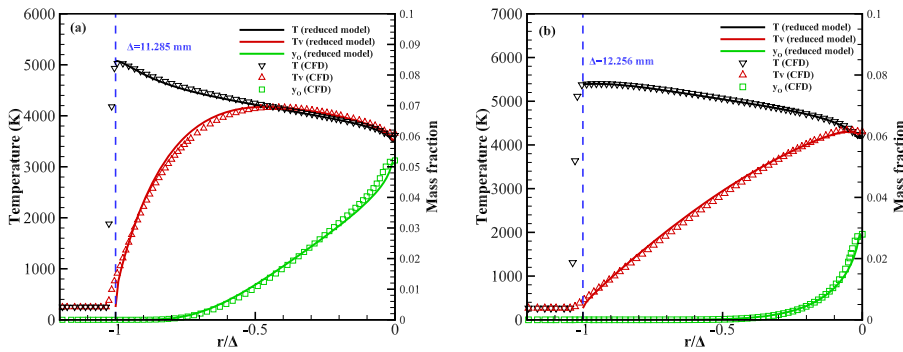 (a)
Δ=11.285 mm
T (reduced model)
Tv (reduced model)
y_O (reduced model)
T (CFD)
Tv (CFD)
y_O (CFD)
Temperature (K)
6000
5000
4000
3000
2000
1000
0
Mass fraction
0.1
0.09
0.08
0.07
0.06
0.05
0.04
0.03
0.02
0.01
0
-1
-0.5
0
r/Δ
(b)
Δ=12.256 mm
T (reduced model)
Tv (reduced model)
y_O (reduced model)
T (CFD)
Tv (CFD)
y_O (CFD)
Temperature (K)
7000
6000
5000
4000
3000
2000
1000
0
Mass fraction
0.1
0.08
0.06
0.04
0.02
0
-1
-0.5
0
r/Δ